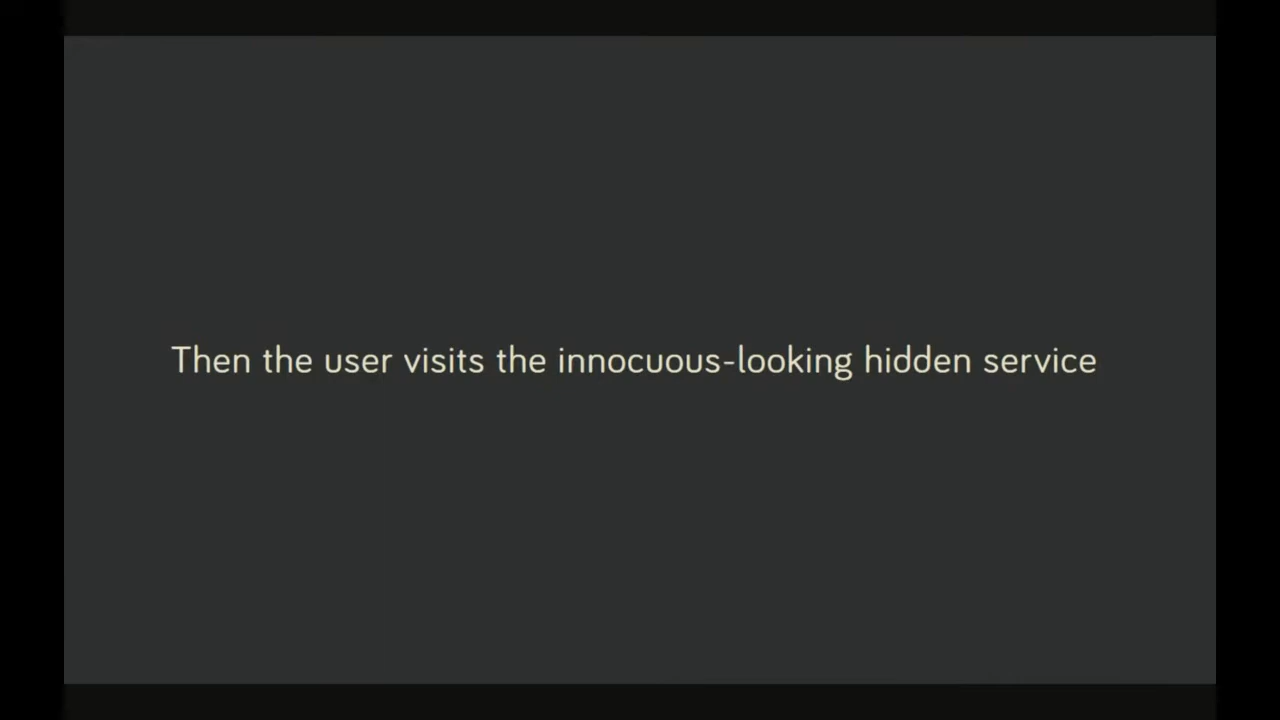 Then the user visits the innocuous-looking hidden service